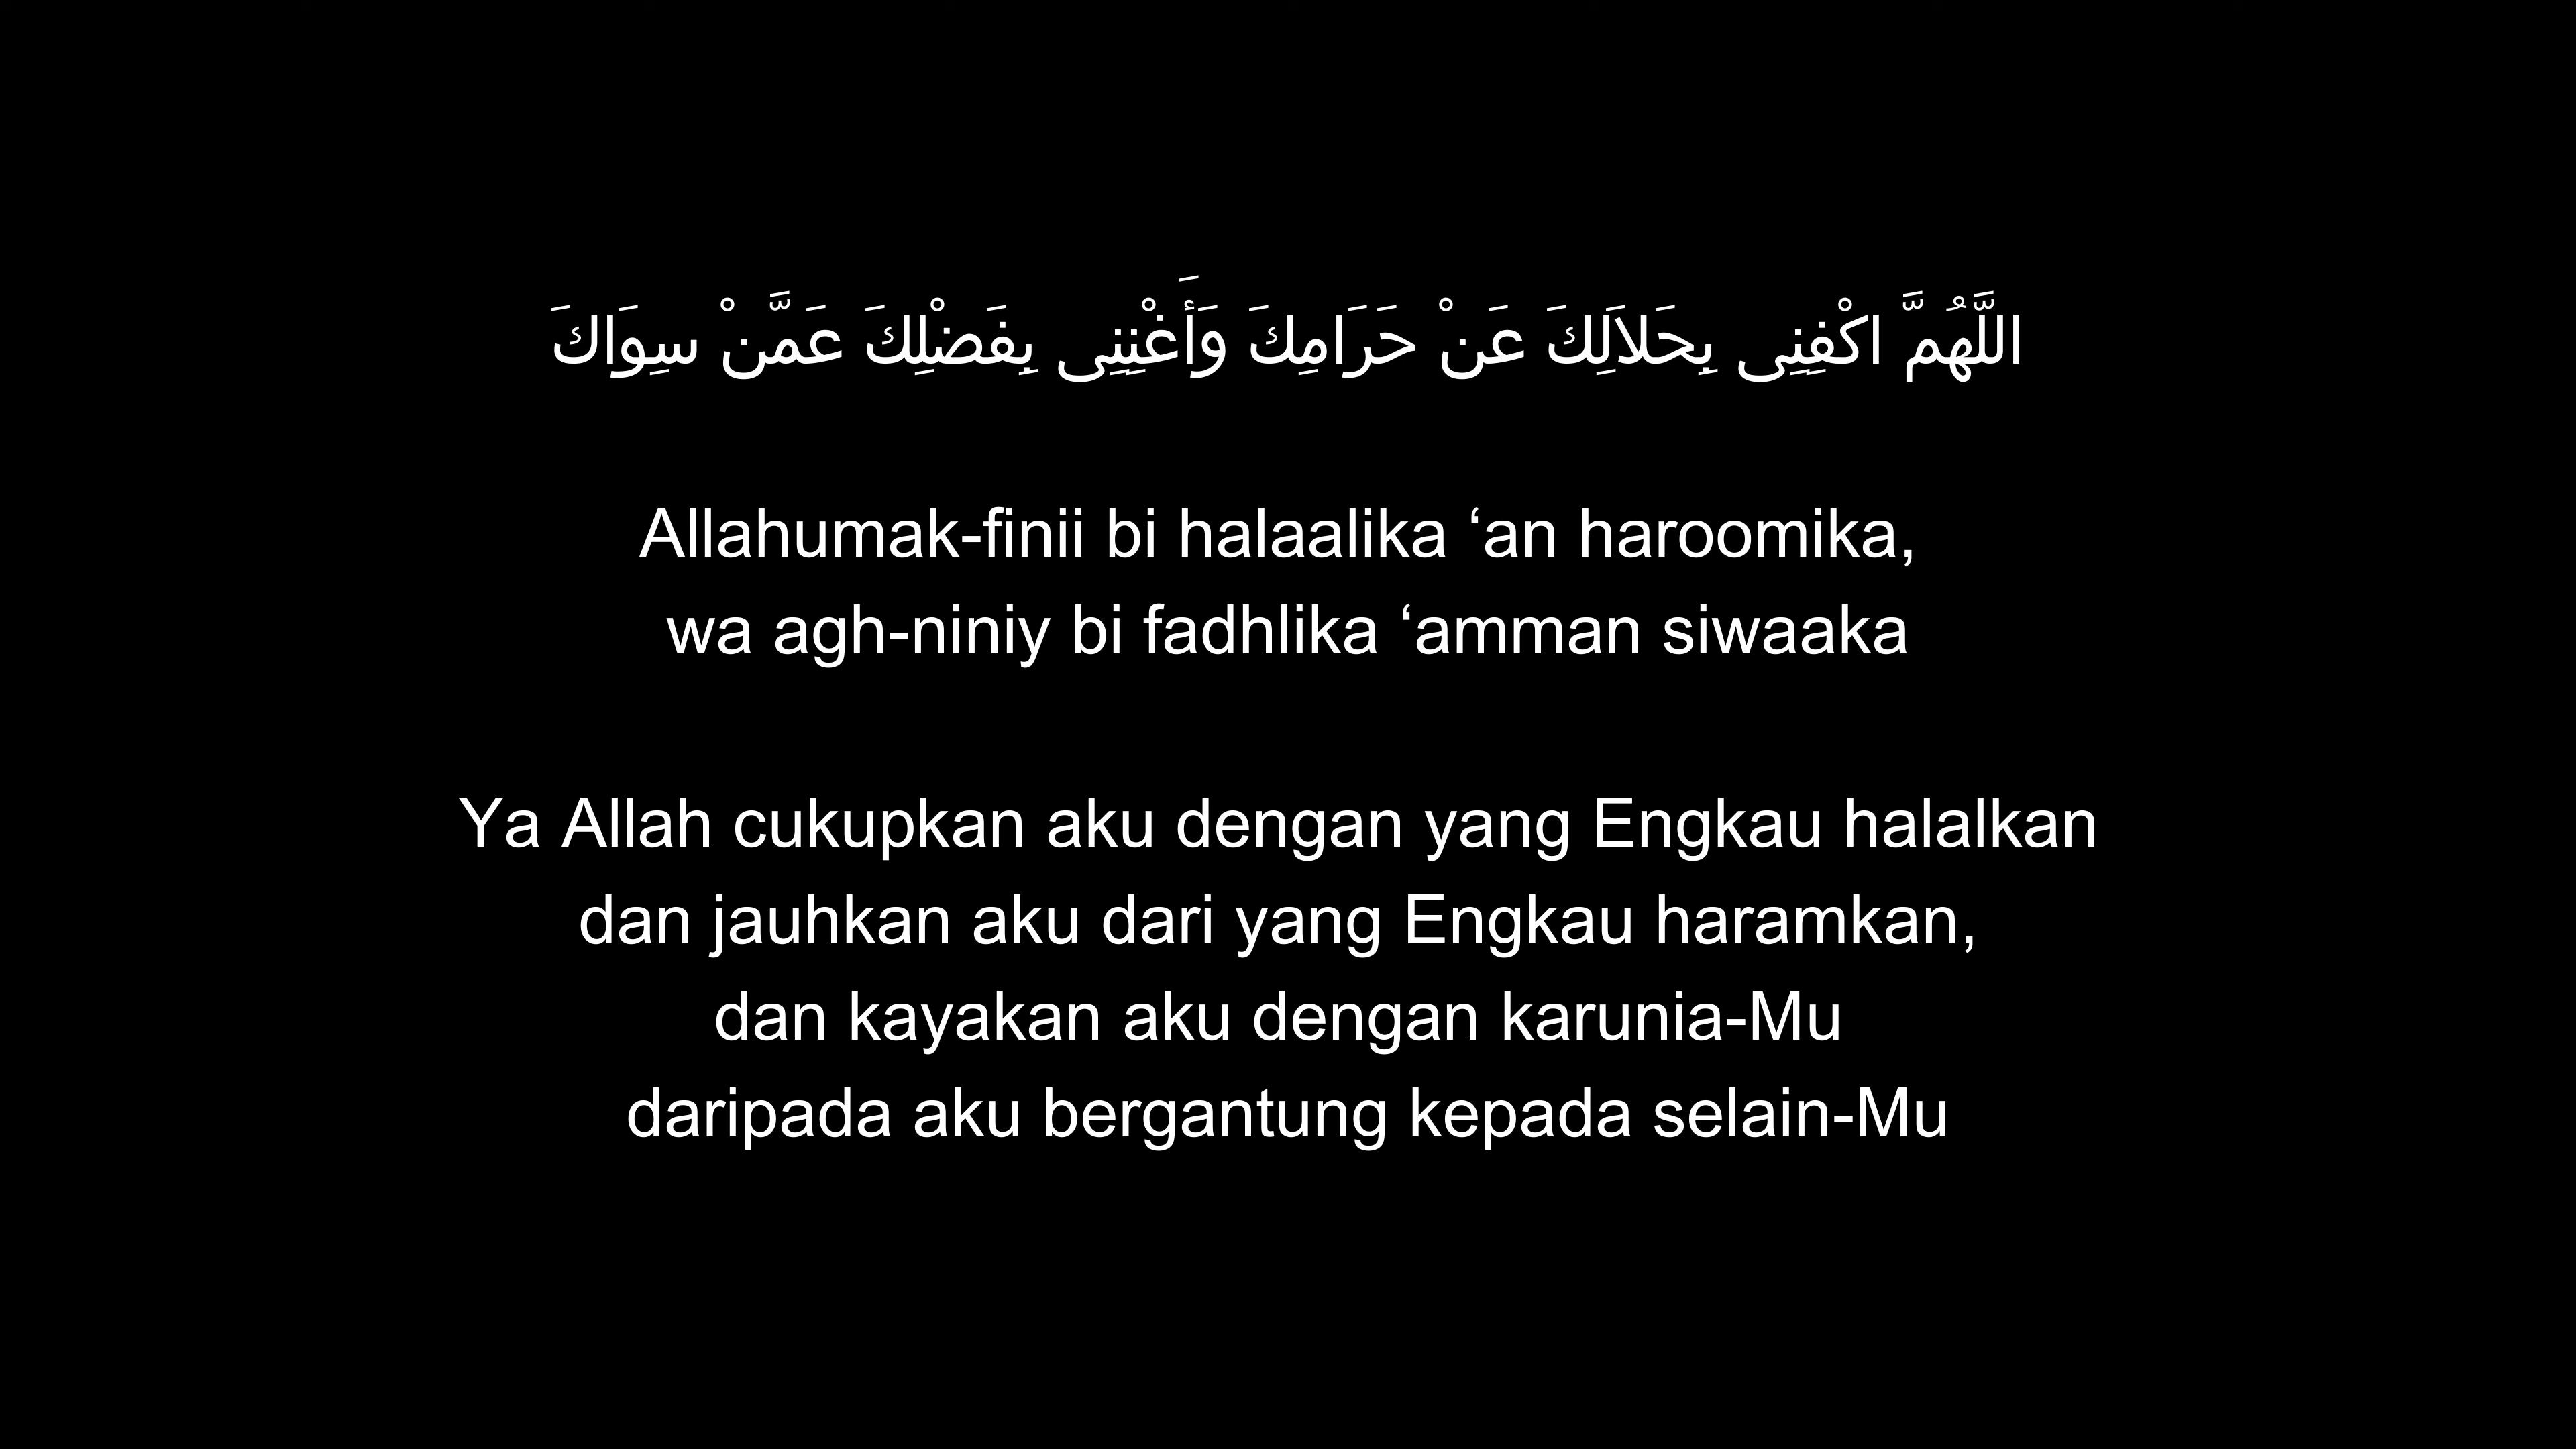 اللَّهُمَّ اكْفِنِى بِحَلاَلِكَ عَنْ حَرَامِكَ وَأَغْنِنِى بِفَضْلِكَ عَمَّنْ سِوَاكَ
Allahumak-finii bi halaalika ‘an haroomika,
wa agh-niniy bi fadhlika ‘amman siwaaka
Ya Allah cukupkan aku dengan yang Engkau halalkan
dan jauhkan aku dari yang Engkau haramkan,
dan kayakan aku dengan karunia-Mu
daripada aku bergantung kepada selain-Mu